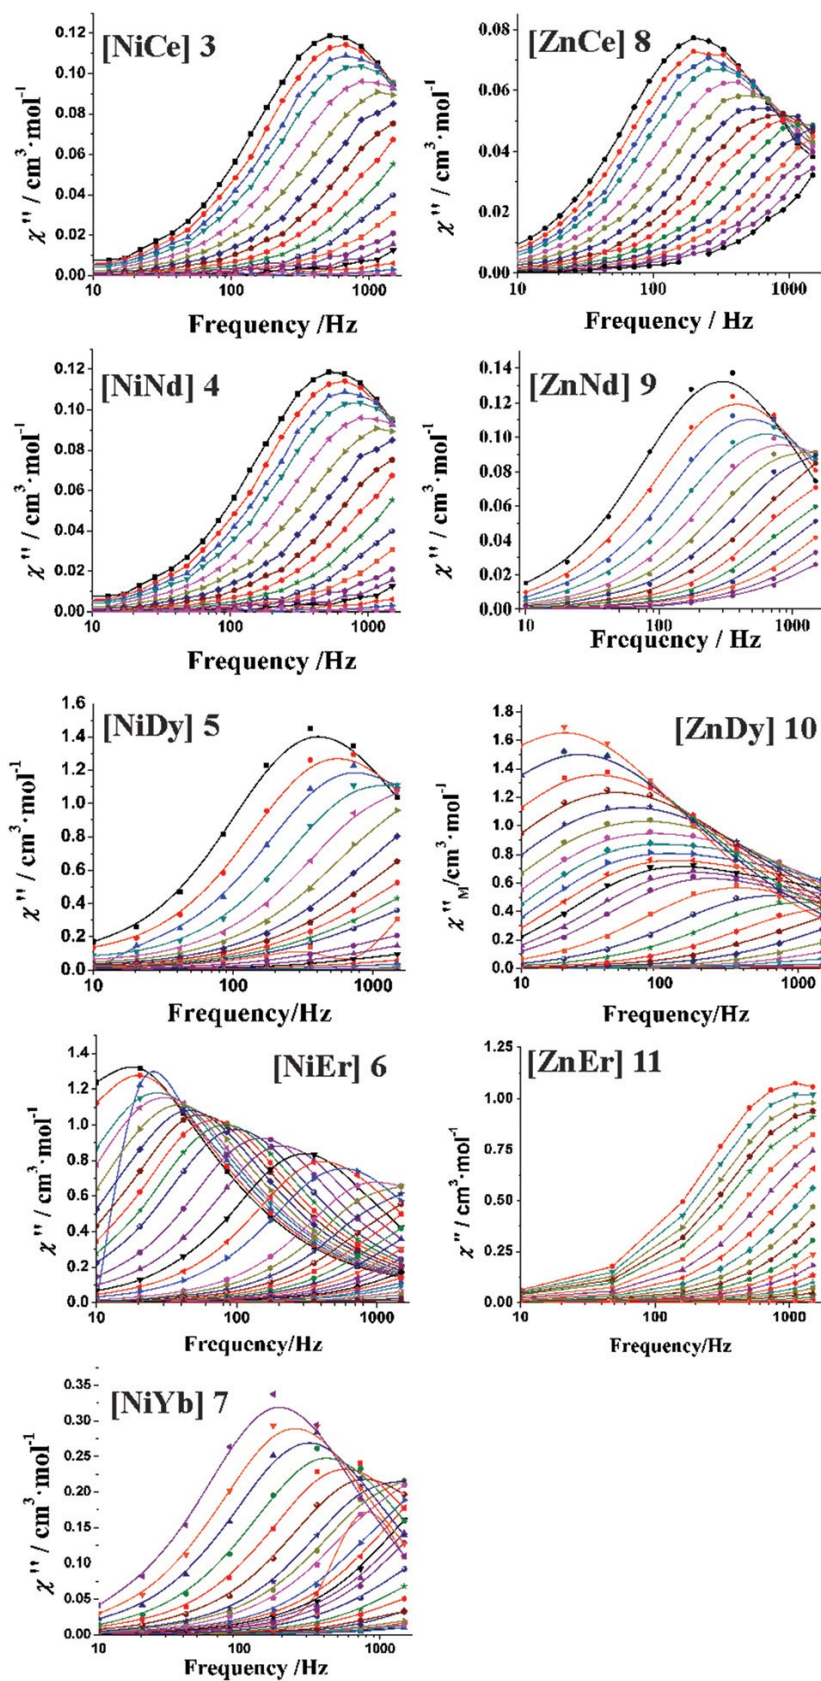 [NiCe] 3
0.12
0.10
0.08
0.06
0.04
0.02
0.00
χ'' / cm³·mol⁻¹
10 100 1000
Frequency /Hz
[ZnCe] 8
0.08
0.06
0.04
0.02
0.00
χ'' / cm³·mol⁻¹
10 100 1000
Frequency / Hz
[NiNd] 4
0.12
0.10
0.08
0.06
0.04
0.02
0.00
χ'' / cm³·mol⁻¹
10 100 1000
Frequency /Hz
[ZnNd] 9
0.14
0.12
0.10
0.08
0.06
0.04
0.02
0.00
χ'' / cm³·mol⁻¹
10 100 1000
Frequency / Hz
[NiDy] 5
1.6
1.4
1.2
1.0
0.8
0.6
0.4
0.2
0.0
χ'' / cm³·mol⁻¹
10 100 1000
Frequency/Hz
[ZnDy] 10
1.8
1.6
1.4
1.2
1.0
0.8
0.6
0.4
0.2
0.0
χ''M/cm³·mol⁻¹
10 100 1000
Frequency/Hz
[NiEr] 6
1.4
1.2
1.0
0.8
0.6
0.4
0.2
0.0
χ'' / cm³·mol⁻¹
10 100 1000
Frequency/Hz
[ZnEr] 11
1.25
1.00
0.75
0.50
0.25
0.00
χ'' / cm³·mol⁻¹
10 100 1000
Frequency/Hz
[NiYb] 7
0.35
0.30
0.25
0.20
0.15
0.10
0.05
0.00
χ'' / cm³·mol⁻¹
10 100 1000
Frequency/Hz